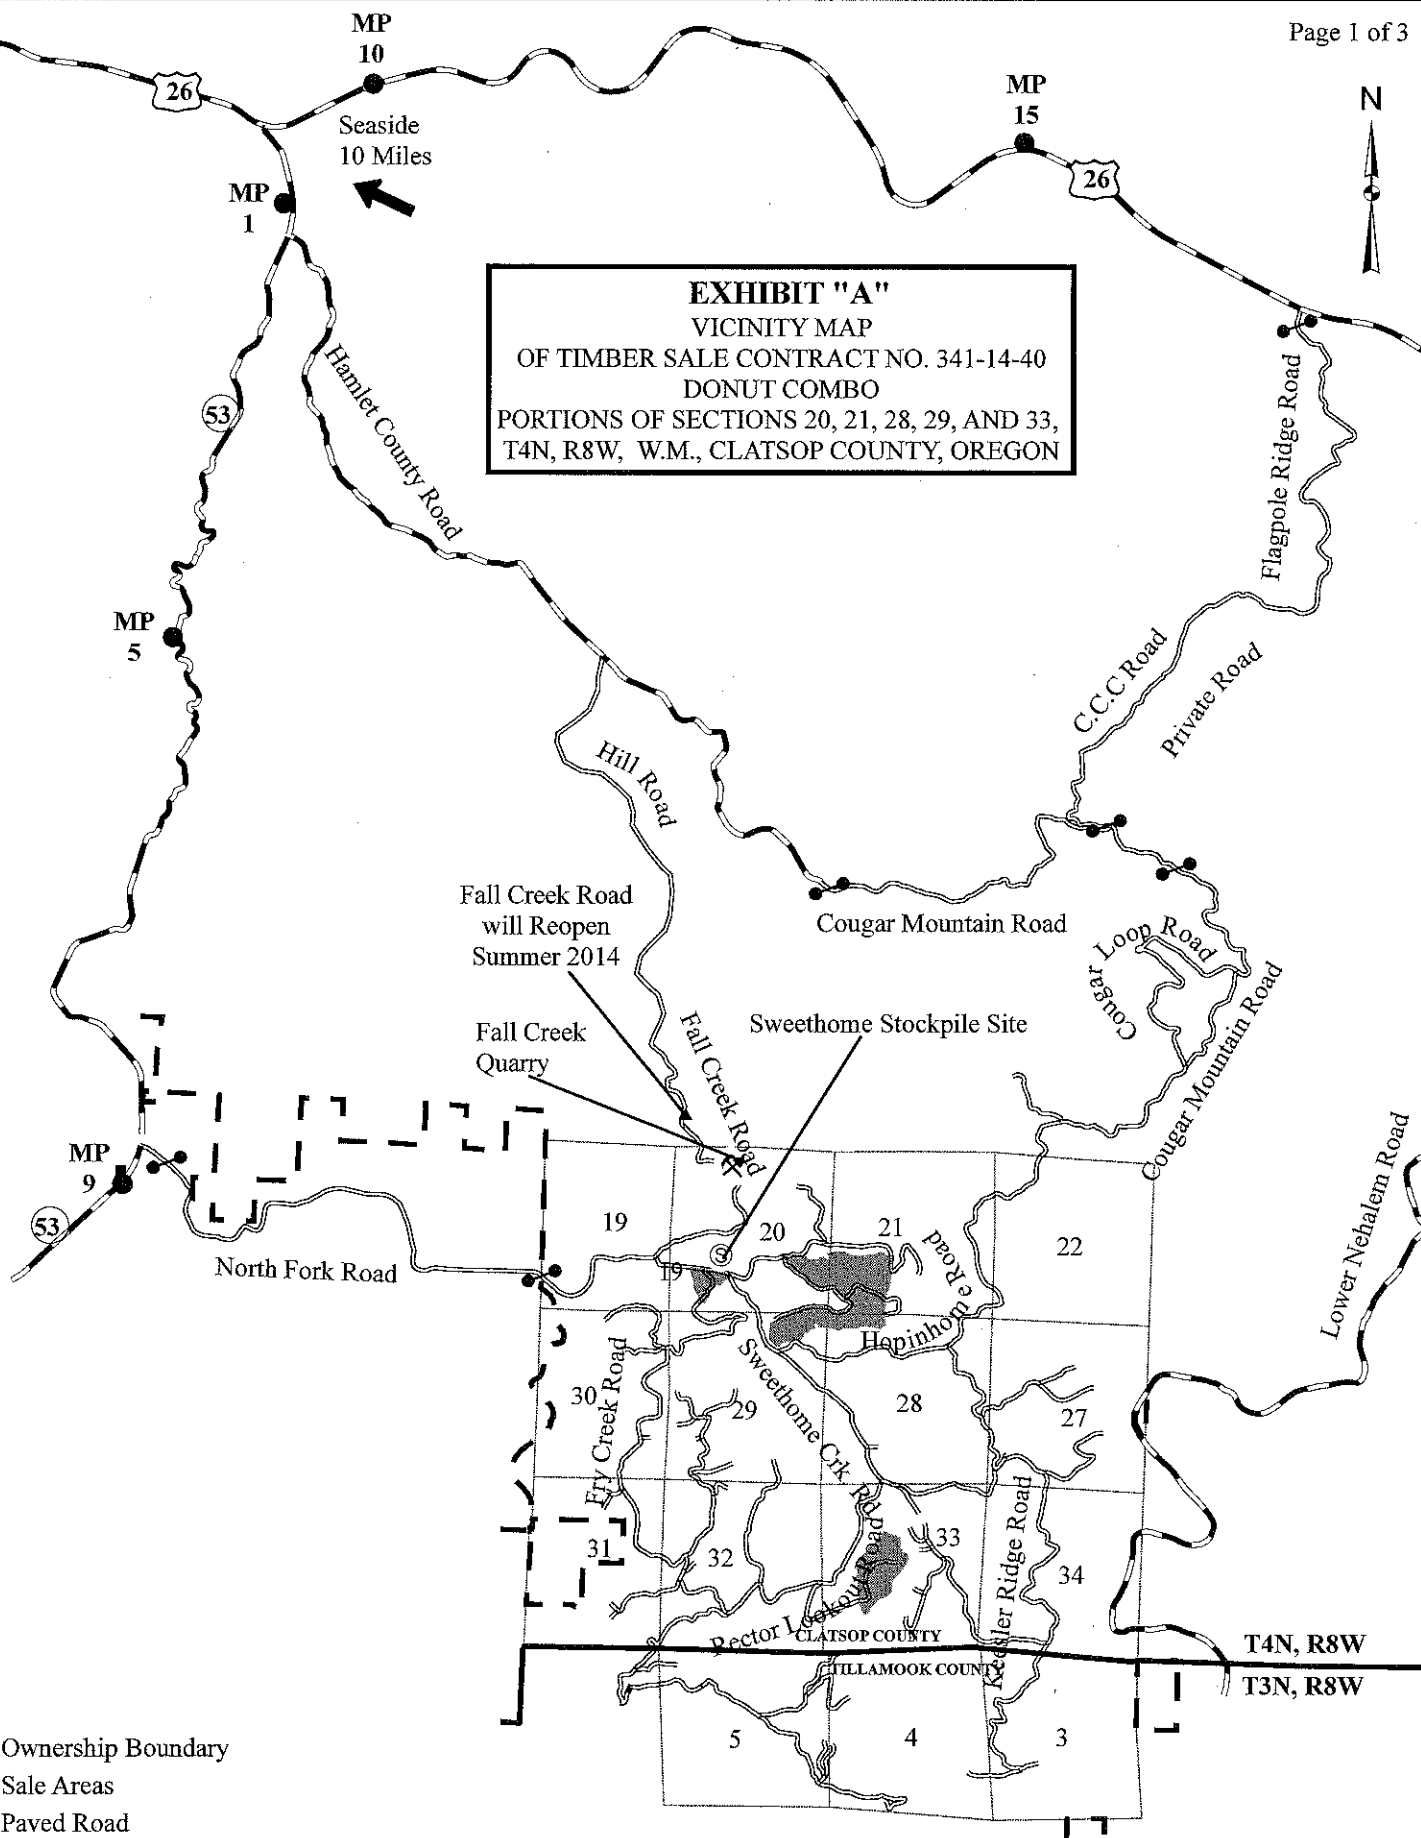 Page 1 of 3
MP
10
26
Seaside
10 Miles
MP
15
26
N
MP
1
EXHIBIT "A"
VICINITY MAP
OF TIMBER SALE CONTRACT NO. 341-14-40
DONUT COMBO
PORTIONS OF SECTIONS 20, 21, 28, 29, AND 33,
T4N, R8W, W.M., CLATSOP COUNTY, OREGON
53
Hamlet County Road
Flagpole Ridge Road
MP
5
C.C.C Road
Private Road
Hill Road
Fall Creek Road
will Reopen
Summer 2014
Cougar Mountain Road
Cougar Loop Road
Fall Creek
Quarry
Sweethome Stockpile Site
Fall Creek Road
Cougar Mountain Road
MP
9
53
North Fork Road
19
20
21
22
19
Hopinhome Road
Lower Nehalem Road
30
Fry Creek Road
29
Sweethome Crk Rd
28
27
31
32
33
34
Rector Lookout Road
Keesler Ridge Road
CLATSOP COUNTY
TILLAMOOK COUNTY
T4N, R8W
T3N, R8W
5
4
3
Ownership Boundary
Sale Areas
Paved Road